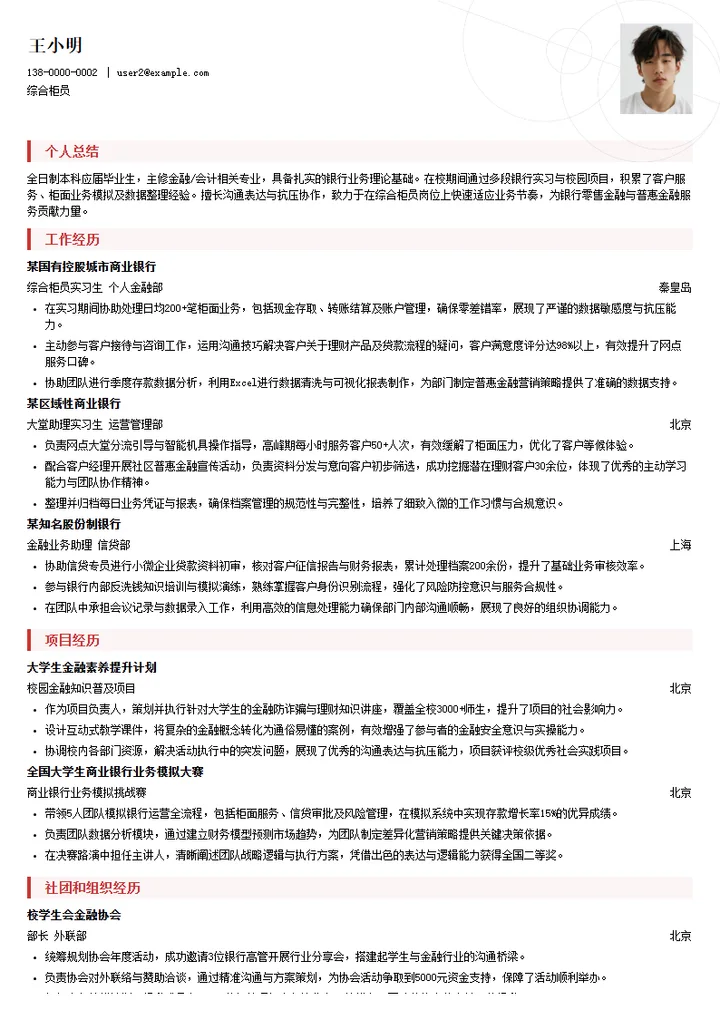 王小明
138-0000-0002 | user2@example.com
综合柜员
个人总结
全日制本科应届毕业生，主修金融/会计相关专业，具备扎实的银行业务理论基础。在校期间通过多段银行实习与校园项目，积累了客户服
务、柜面业务模拟及数据整理经验。擅长沟通表达与抗压协作，致力于在综合柜员岗位上快速适应业务节奏，为银行零售金融与普惠金融服
务贡献力量。
工作经历
某国有控股城市商业银行
综合柜员实习生 个人金融部 秦皇岛
• 在实习期间协助处理日均200+笔柜面业务，包括现金存取、转账结算及账户管理，确保零差错率，展现了严谨的数据敏感度与抗压能
力。
• 主动参与客户接待与咨询工作，运用沟通技巧解决客户关于理财产品及贷款流程的疑问，客户满意度评分达98%以上，有效提升了网点
服务口碑。
• 协助团队进行季度存款数据分析，利用Excel进行数据清洗与可视化报表制作，为部门制定普惠金融营销策略提供了准确的数据支持。
某区域性商业银行
大堂助理实习生 运营管理部 北京
• 负责网点大堂分流引导与智能机具操作指导，高峰期每小时服务客户50+人次，有效缓解了柜面压力，优化了客户等候体验。
• 配合客户经理开展社区普惠金融宣传活动，负责资料分发与意向客户初步筛选，成功挖掘潜在理财客户30余位，体现了优秀的主动学习
能力与团队协作精神。
• 整理并归档每日业务凭证与报表，确保档案管理的规范性与完整性，培养了细致入微的工作习惯与合规意识。
某知名股份制银行
金融业务助理 信贷部 上海
• 协助信贷专员进行小微企业贷款资料初审，核对客户征信报告与财务报表，累计处理档案200余份，提升了基础业务审核效率。
• 参与银行内部反洗钱知识培训与模拟演练，熟练掌握客户身份识别流程，强化了风险防控意识与服务合规性。
• 在团队中承担会议记录与数据录入工作，利用高效的信息处理能力确保部门内部沟通顺畅，展现了良好的组织协调能力。
项目经历
大学生金融素养提升计划
校园金融知识普及项目 北京
• 作为项目负责人，策划并执行针对大学生的金融防诈骗与理财知识讲座，覆盖全校3000+师生，提升了项目的社会影响力。
• 设计互动式教学课件，将复杂的金融概念转化为通俗易懂的案例，有效增强了参与者的金融安全意识与实操能力。
• 协调校内各部门资源，解决活动执行中的突发问题，展现了优秀的沟通表达与抗压能力，项目获评校级优秀社会实践项目。
全国大学生商业银行业务模拟大赛
商业银行业务模拟挑战赛 北京
• 带领5人团队模拟银行运营全流程，包括柜面服务、信贷审批及风险管理，在模拟系统中实现存款增长率15%的优异成绩。
• 负责团队数据分析模块，通过建立财务模型预测市场趋势，为团队制定差异化营销策略提供关键决策依据。
• 在决赛路演中担任主讲人，清晰阐述团队战略逻辑与执行方案，凭借出色的表达与逻辑能力获得全国二等奖。
社团和组织经历
校学生会金融协会
部长 外联部 北京
• 统筹规划协会年度活动，成功邀请3位银行高管开展行业分享会，搭建起学生与金融行业的沟通桥梁。
• 负责协会对外联络与赞助洽谈，通过精准沟通与方案策划，为协会活动争取到5000元资金支持，保障了活动顺利举办。